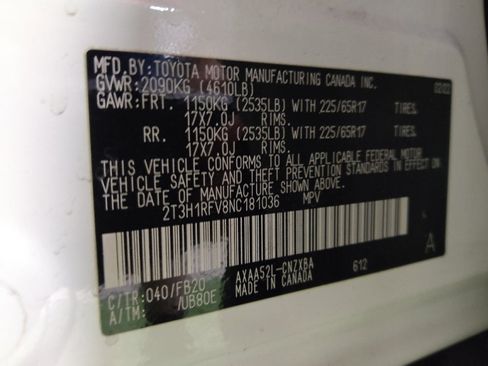 MFD.BY: TOYOTA MOTOR MANUFACTURING CANADA INC.
GVWR: 2090KG (4610LB)
GAWR: FRT. 1150KG (2535LB) WITH 225/65R17 TIRES.
17X7.0J RIMS.
RR. 1150KG (2535LB) WITH 225/65R17 TIRES.
17X7.0J RIMS.
THIS VEHICLE CONFORMS TO ALL APPLICABLE FEDERAL MOTOR
VEHICLE SAFETY AND THEFT PREVENTION STANDARDS IN EFFECT ON
THE DATE OF MANUFACTURE SHOWN ABOVE.
2T3H1RFV8NC181036 MPV
A
C/TR: 040/FB20 AXAA52L-CNZXBA 612
A/TM: /UB80E MADE IN CANADA